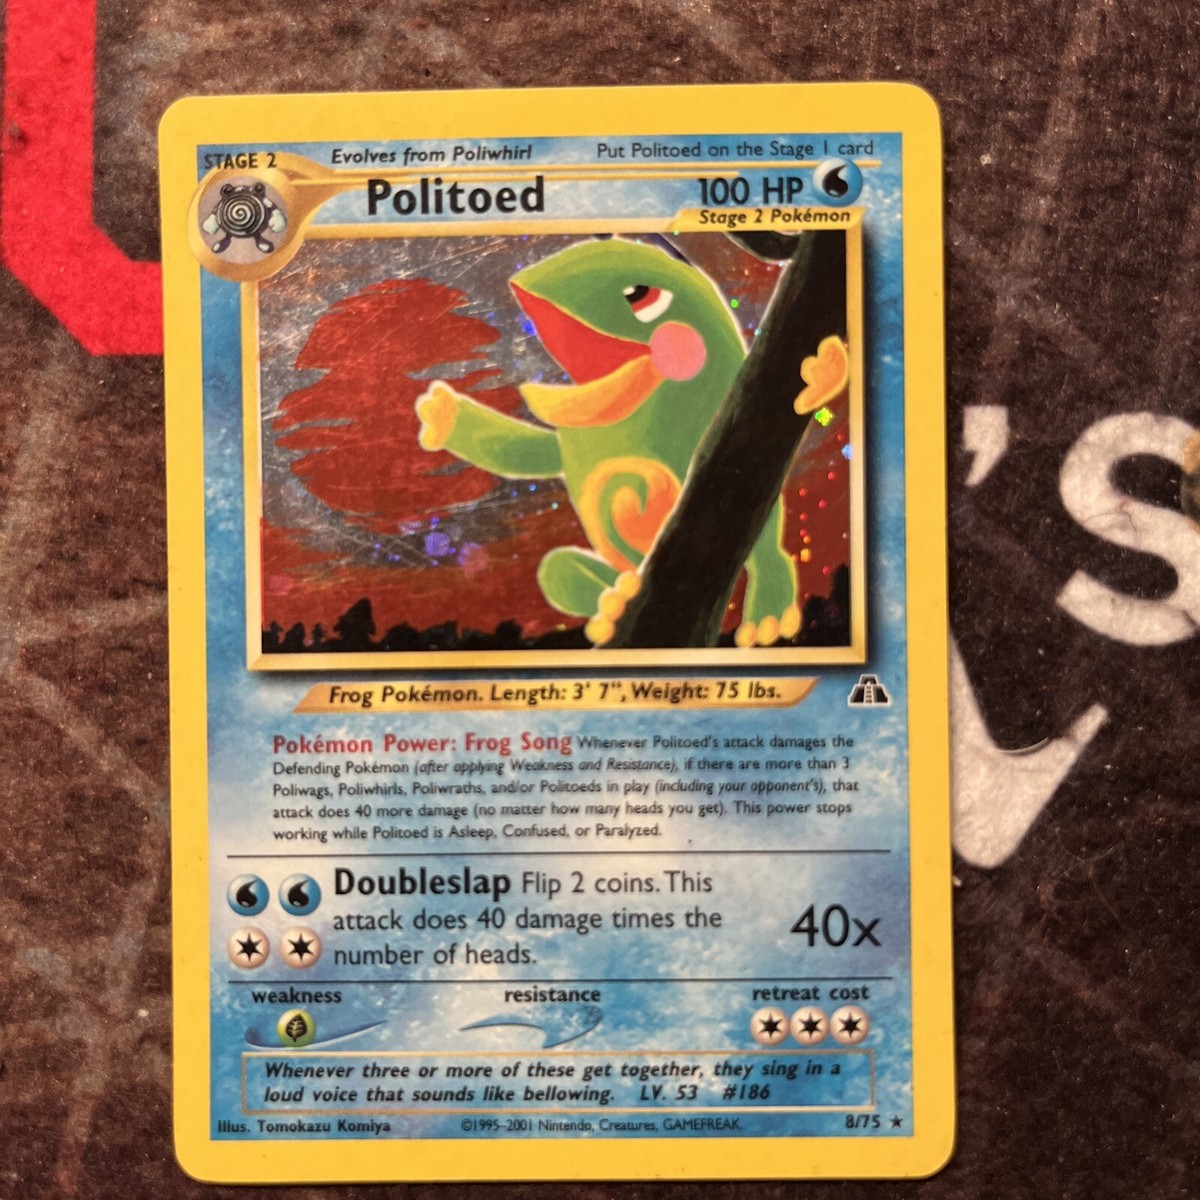 STAGE 2
Evolves from Poliwhirl
Put Politoed on the Stage 1 card
Politoed
100 HP
Stage 2 Pokémon
Frog Pokémon. Length: 3' 7", Weight: 75 lbs.
Pokémon Power: Frog Song Whenever Politoed's attack damages the
Defending Pokémon (after applying Weakness and Resistance), if there are more than 3
Poliwags, Poliwhirls, Poliwraths, and/or Politoeds in play (including your opponent's), that
attack does 40 more damage (no matter how many heads you get). This power stops
working while Politoed is Asleep, Confused, or Paralyzed.
Doubleslap Flip 2 coins. This
attack does 40 damage times the
number of heads.
40x
weakness
resistance
retreat cost
Whenever three or more of these get together, they sing in a
loud voice that sounds like bellowing. LV. 53 #186
Illus. Tomokazu Komiya
©1995-2001 Nintendo, Creatures, GAMEFREAK.
8/75 ★
'S